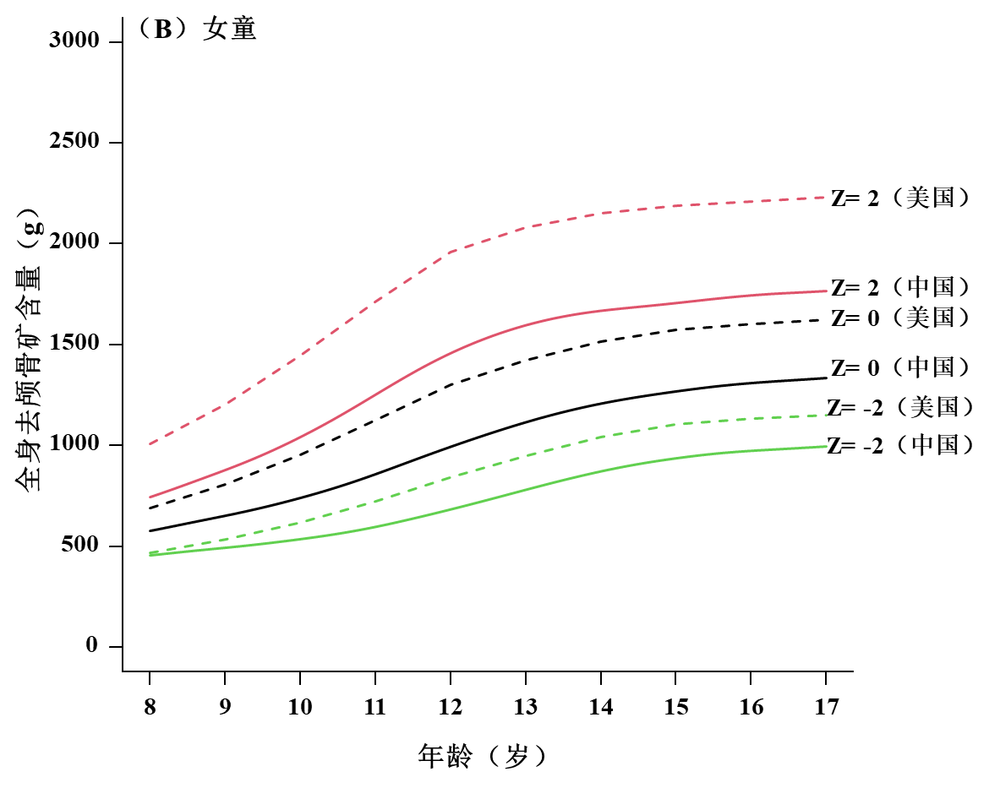 （B）女童
3000
2500
2000
1500
1000
500
0
全身去颅骨矿含量（g）
Z= 2（美国）
Z= 2（中国）
Z= 0（美国）
Z= 0（中国）
Z= -2（美国）
Z= -2（中国）
8 9 10 11 12 13 14 15 16 17
年龄（岁）